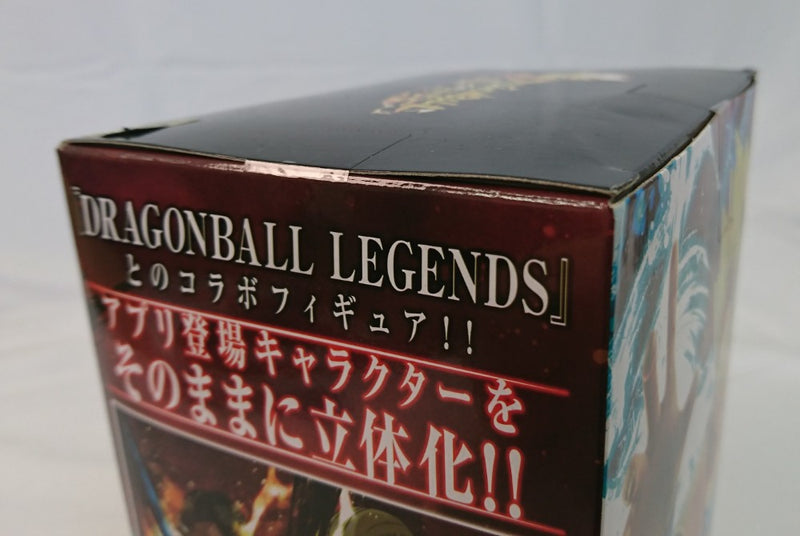 『DRAGONBALL LEGENDS』
とのコラボフィギュア!!
アプリ登場キャラクターを
そのままに立体化!!